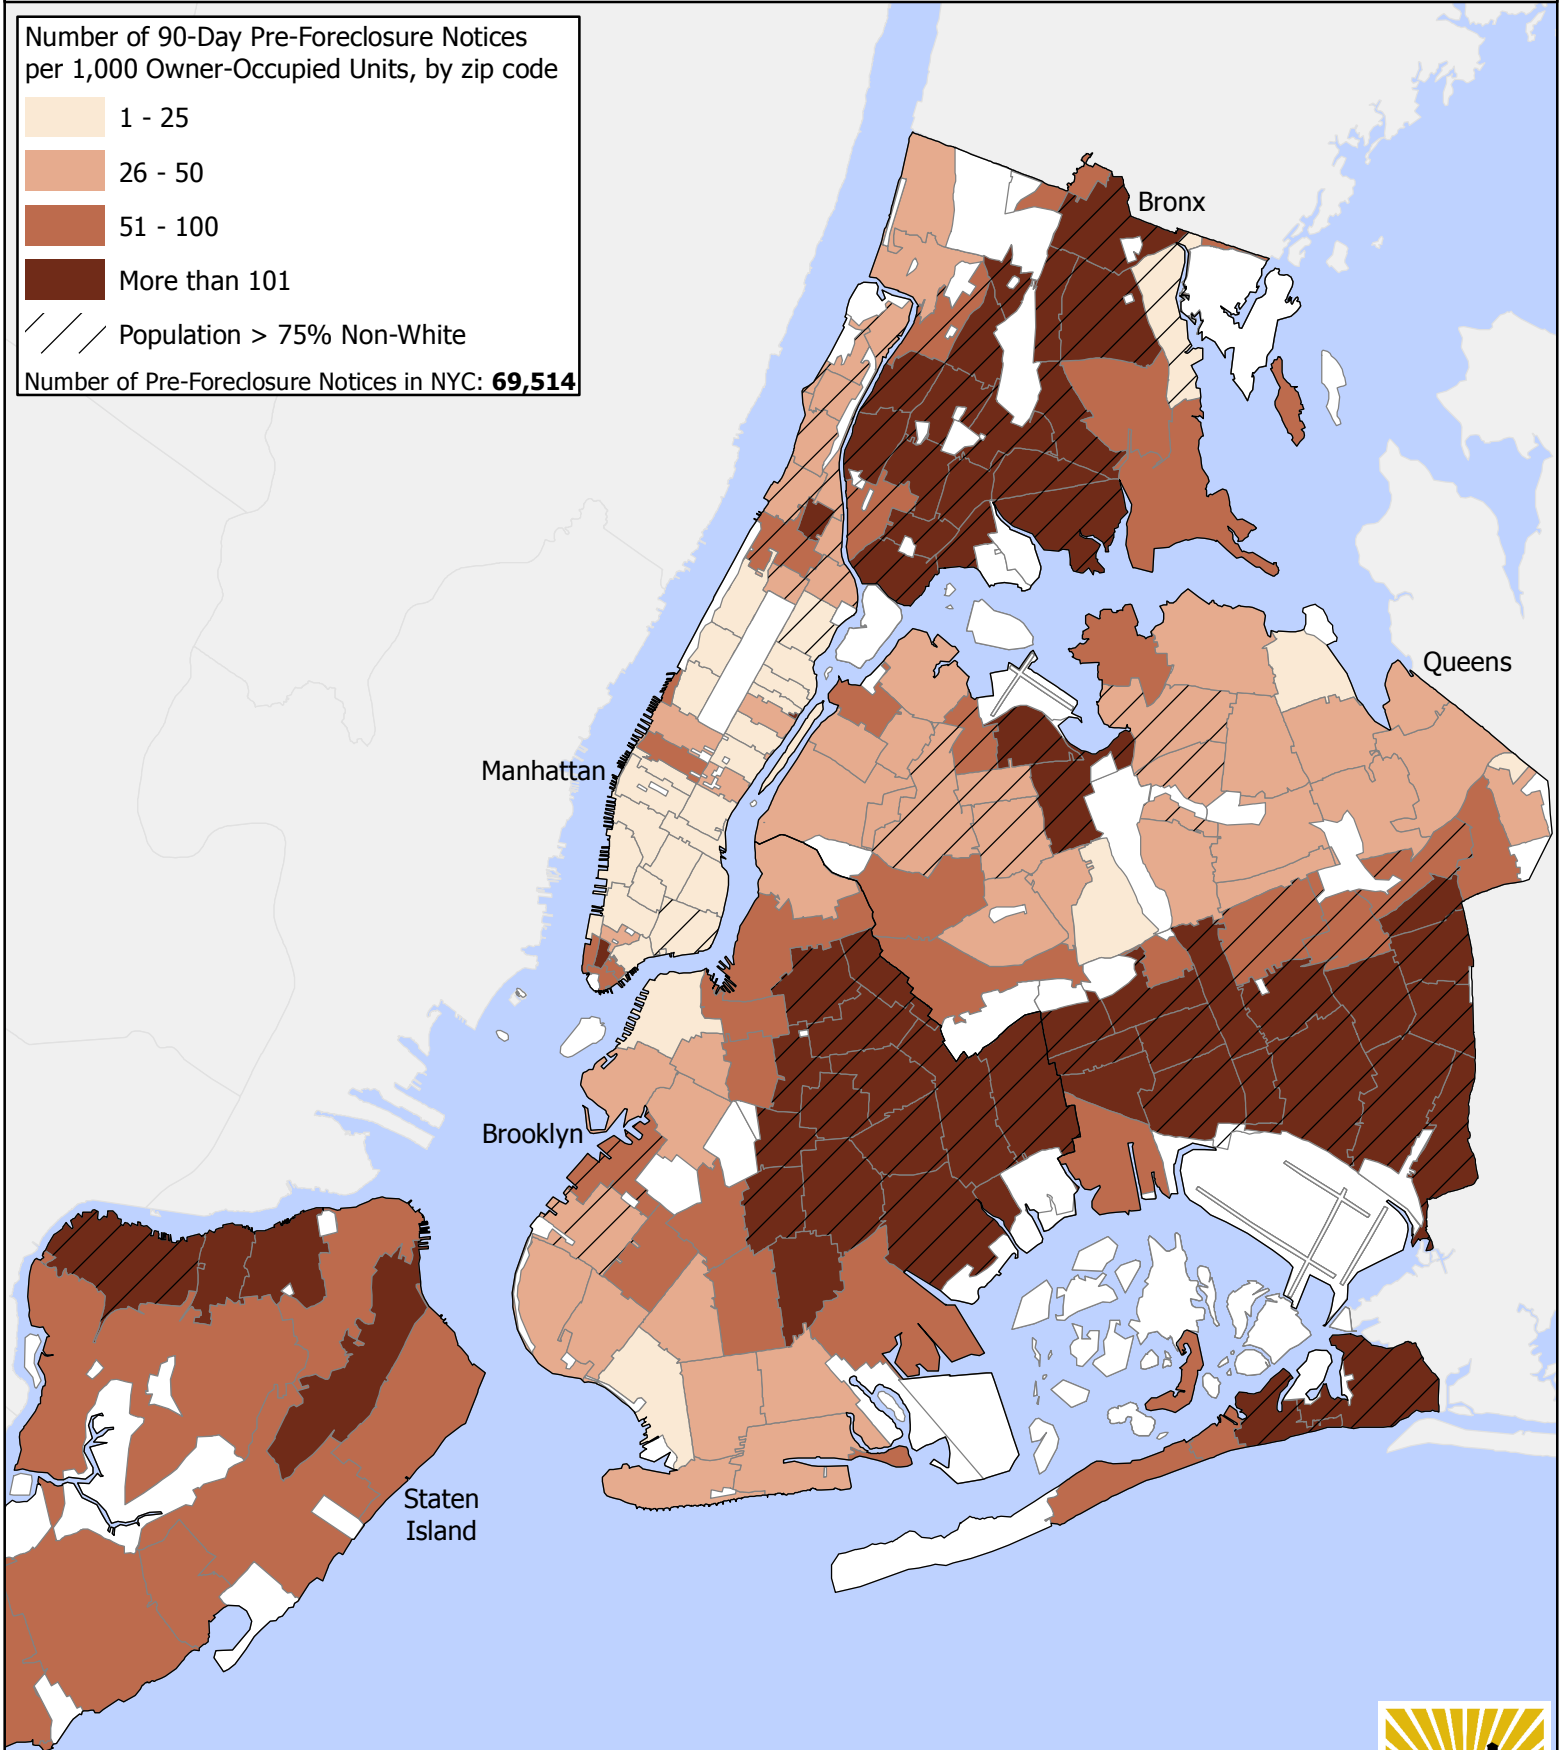 Number of 90-Day Pre-Foreclosure Notices
per 1,000 Owner-Occupied Units, by zip code
1 - 25
26 - 50
51 - 100
More than 101
Population > 75% Non-White
Number of Pre-Foreclosure Notices in NYC: 69,514
Bronx
Queens
Manhattan
Brooklyn
Staten
Island